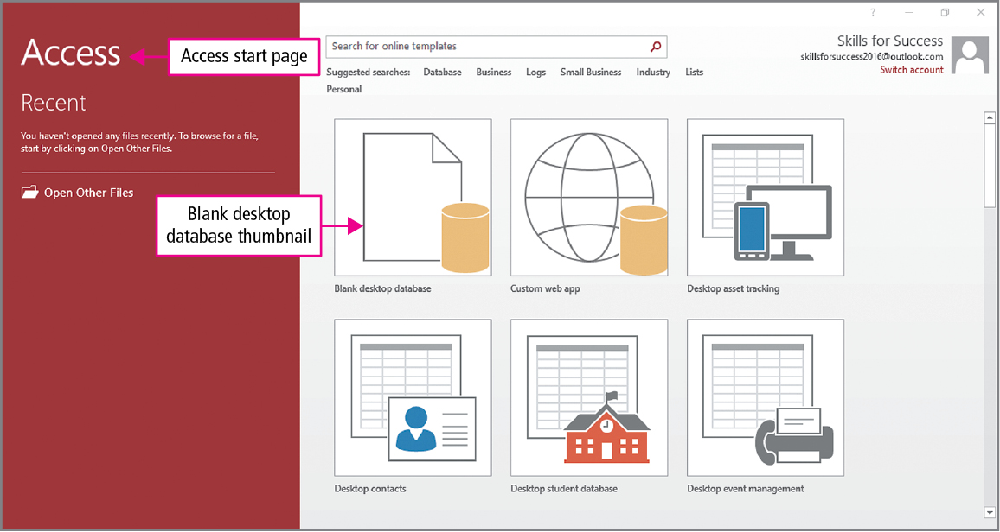 Access
Access start page
Recent
You haven't opened any files recently. To browse for a file,
start by clicking on Open Other Files.
Open Other Files
Blank desktop
database thumbnail
?
Search for online templates
Suggested searches: Database Business Logs Small Business Industry Lists
Personal
Skills for Success
skillsforsuccess2016@outlook.com
Switch account
Blank desktop database
Custom web app
Desktop asset tracking
Desktop contacts
Desktop student database
Desktop event management